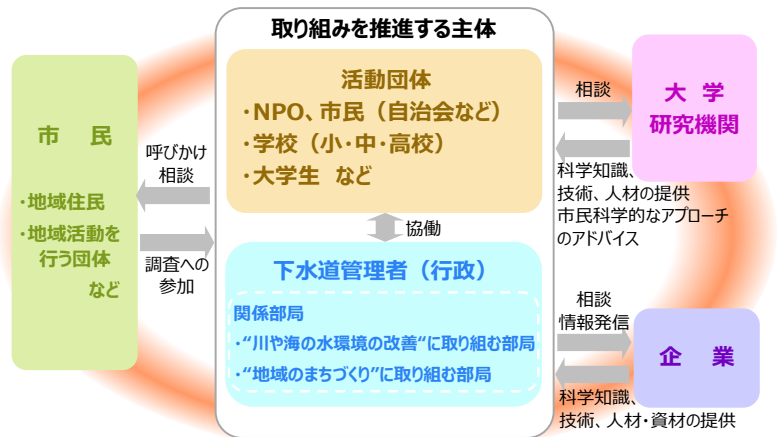 取り組みを推進する主体
活動団体
・NPO、市民（自治会など）
・学校（小・中・高校）
・大学生 など
協働
下水道管理者（行政）
関係部局
・“川や海の水環境の改善“に取り組む部局
・“地域のまちづくり”に取り組む部局
市 民
・地域住民
・地域活動を
行う団体
など
呼びかけ
相談
調査への
参加
相談
科学知識、
技術、人材の提供
市民科学的なアプローチ
のアドバイス
大 学
研究機関
相談
情報発信
科学知識、
技術、人材・資材の提供
企 業